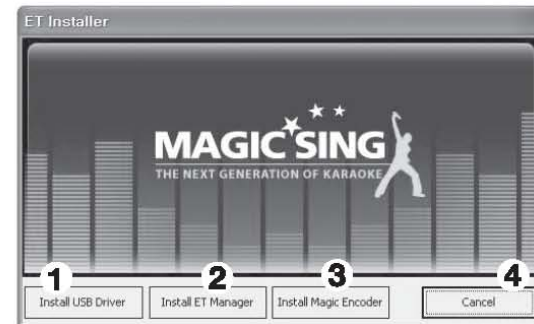 ET Installer
MAGIC SING
THE NEXT GENERATION OF KARAOKE
1 2 3 4
Install USB Driver Install ET Manager Install Magic Encoder Cancel